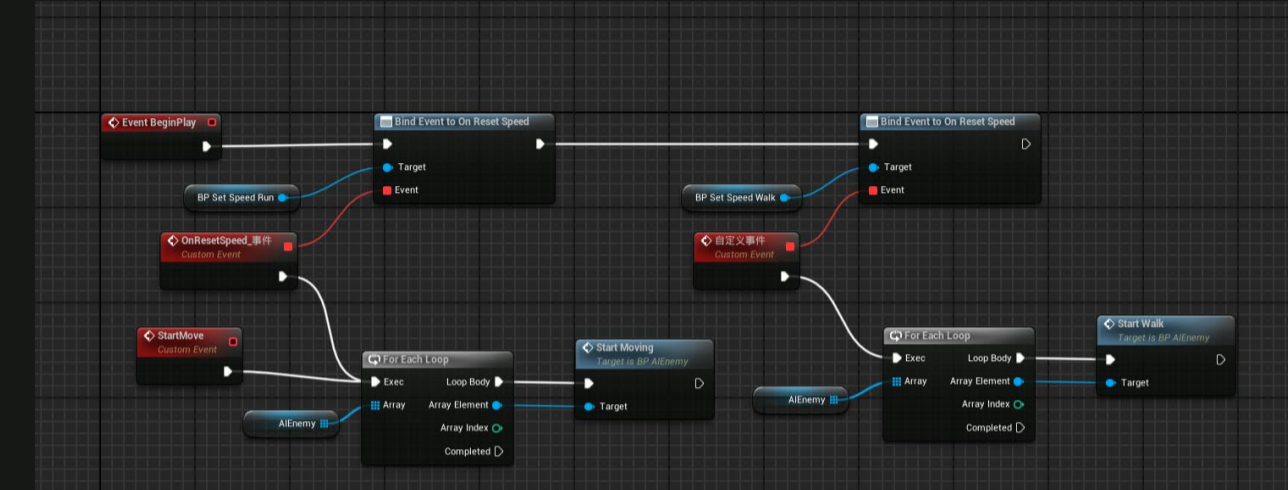 Event BeginPlay
Bind Event to On Reset Speed
Target
Event
BP Set Speed Run
OnResetSpeed_事件
Custom Event
StartMove
Custom Event
For Each Loop
Exec
Loop Body
Array
Array Element
Array Index
Completed
AIEnemy
Start Moving
Target is BP AIEnemy
Target
Bind Event to On Reset Speed
Target
Event
BP Set Speed Walk
自定义事件
Custom Event
For Each Loop
Exec
Loop Body
Array
Array Element
Array Index
Completed
AIEnemy
Start Walk
Target is BP AIEnemy
Target